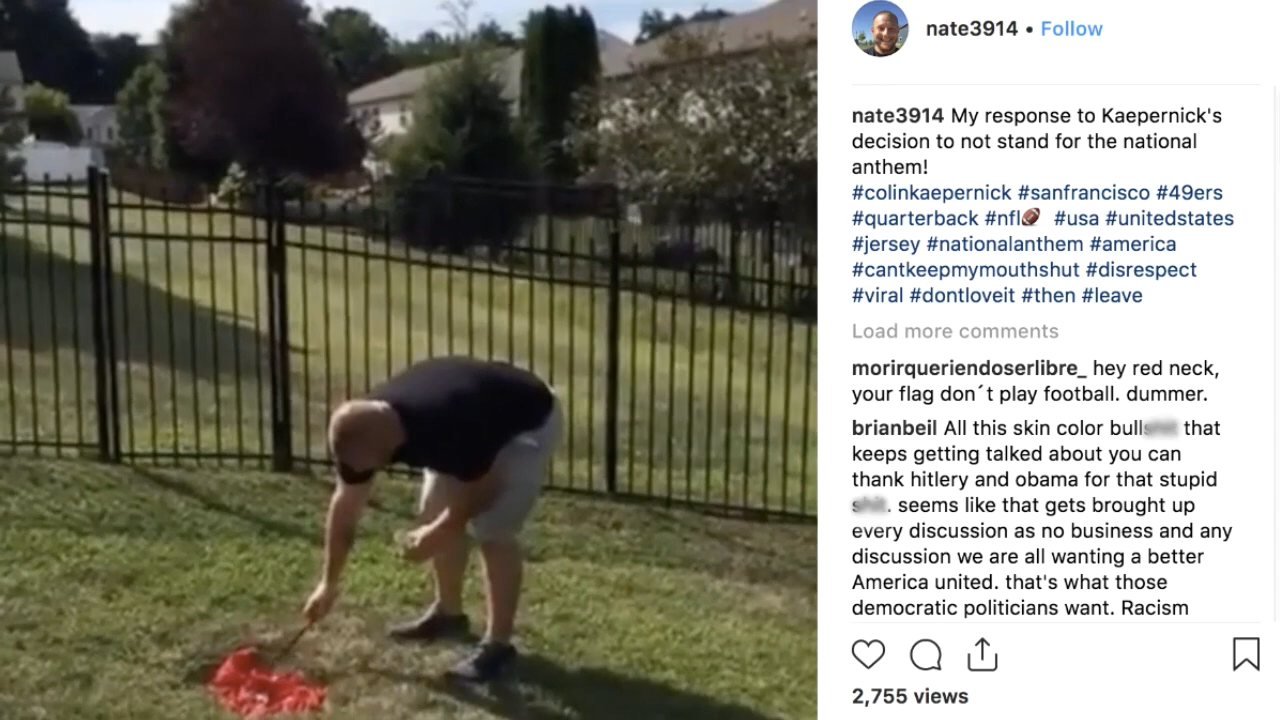 nate3914 • Follow
nate3914 My response to Kaepernick's
decision to not stand for the national
anthem!
#colinkaepernick #sanfrancisco #49ers
#quarterback #nfl🏈 #usa #unitedstates
#jersey #nationalanthem #america
#cantkeepmymouthshut #disrespect
#viral #dontloveit #then #leave
Load more comments
morirqueriendoserlibre_ hey red neck,
your flag don´t play football. dummer.
brianbeil All this skin color bull that
keeps getting talked about you can
thank hitlery and obama for that stupid
. seems like that gets brought up
every discussion as no business and any
discussion we are all wanting a better
America united. that's what those
democratic politicians want. Racism
2,755 views